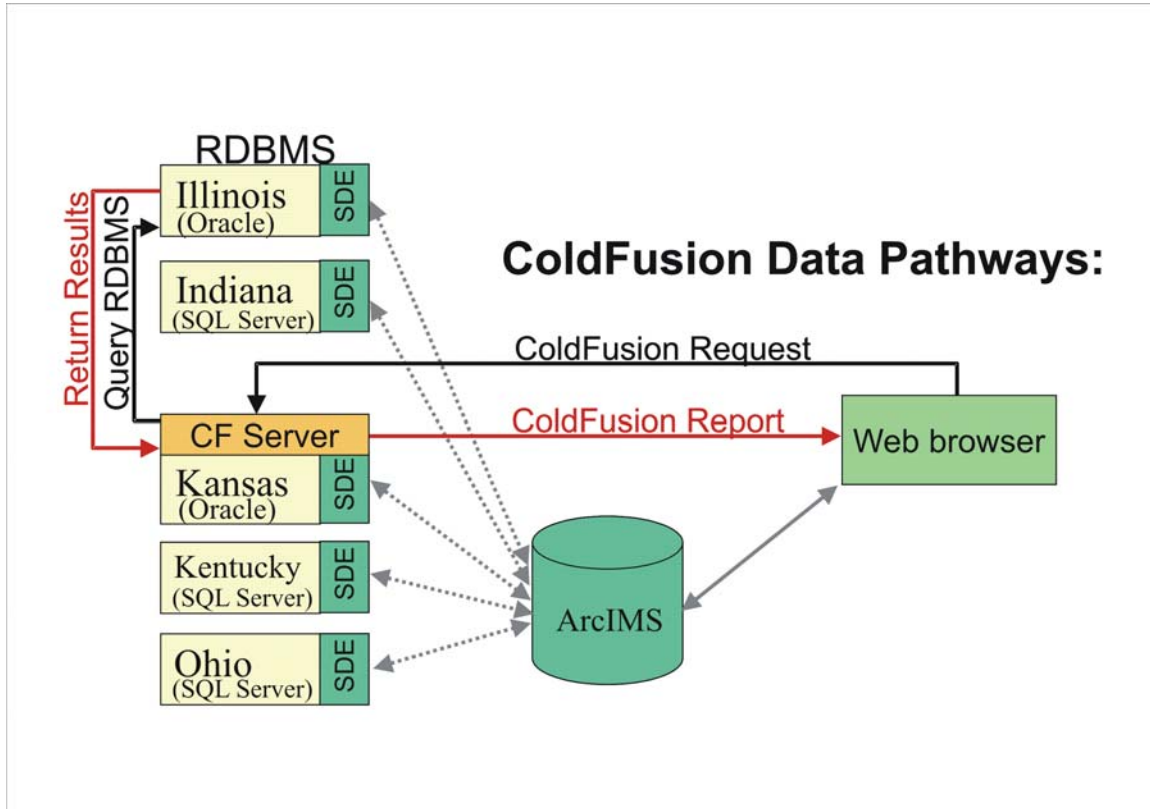 RDBMS
Illinois
(Oracle)
SDE
Indiana
(SQL Server)
SDE
CF Server
Kansas
(Oracle)
SDE
Kentucky
(SQL Server)
SDE
Ohio
(SQL Server)
SDE
Return Results
Query RDBMS
ColdFusion Data Pathways:
ColdFusion Request
ColdFusion Report
Web browser
ArcIMS